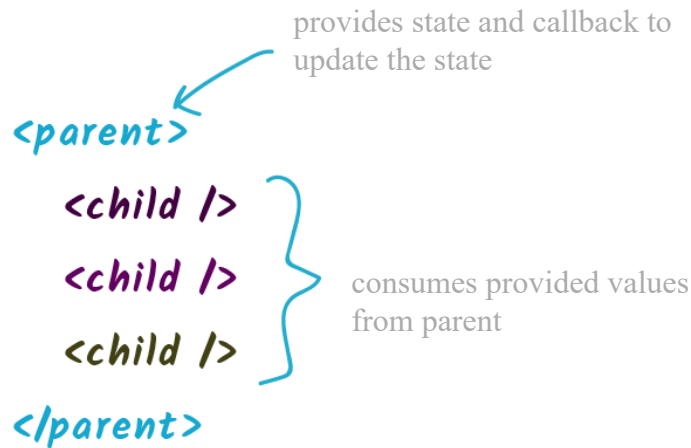 provides state and callback to
update the state
<parent>
<child />
<child />
consumes provided values
from parent
<child />
</parent>